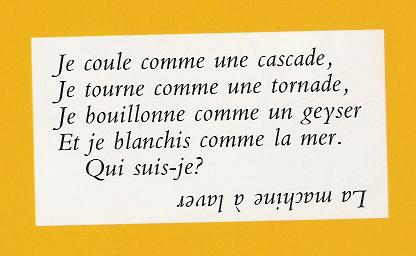 Je coule comme une cascade,
Je tourne comme une tornade,
Je bouillonne comme un geyser
Et je blanchis comme la mer.
Qui suis-je?
La machine à laver